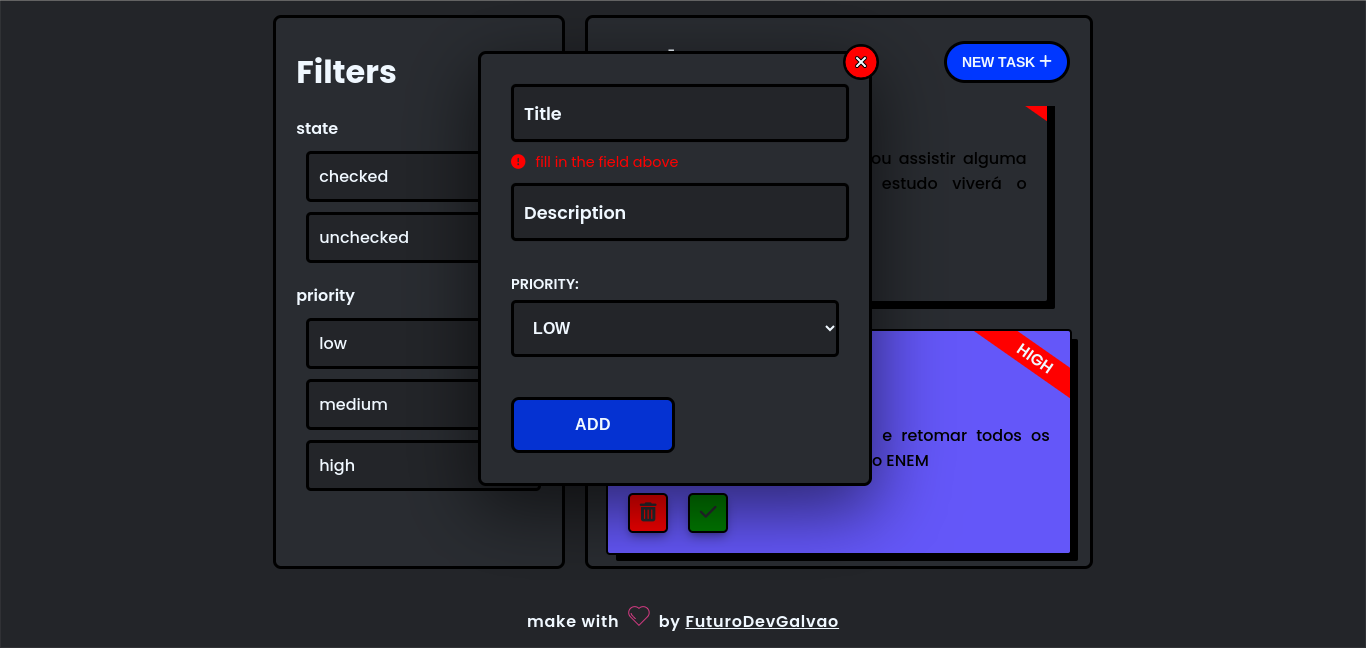 Filters
state
checked
unchecked
priority
low
medium
high
NEW TASK +
Title
fill in the field above
Description
PRIORITY:
LOW
ADD
ou assistir alguma
estudo viverá o
HIGH
e retomar todos os
o ENEM
make with by FuturoDevGalvao